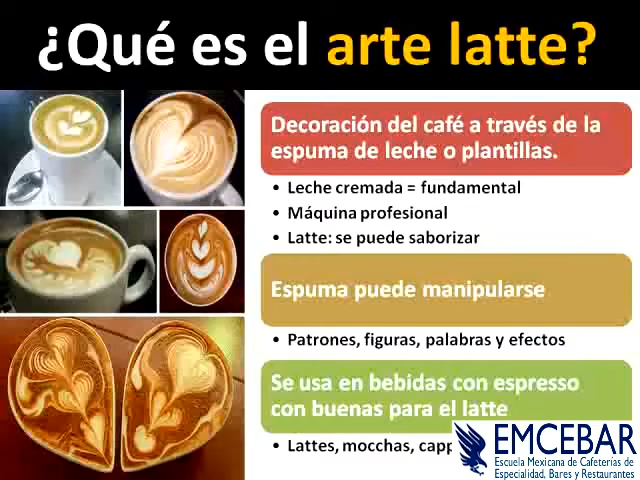 ¿Qué es el arte latte?
Decoración del café a través de la
espuma de leche o plantillas.
• Leche cremada = fundamental
• Máquina profesional
• Latte: se puede saborizar
Espuma puede manipularse
• Patrones, figuras, palabras y efectos
Se usa en bebidas con espresso
con buenas para el latte
• Lattes, mocchas,
EMCEBAR
Escuela Mexicana de Cafeterías de
Especialidad, Bares y Restaurantes